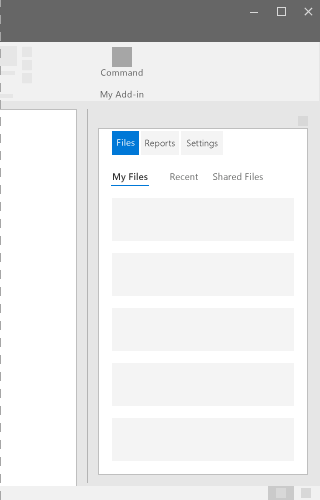 Command
My Add-in
Files Reports Settings
My Files Recent Shared Files